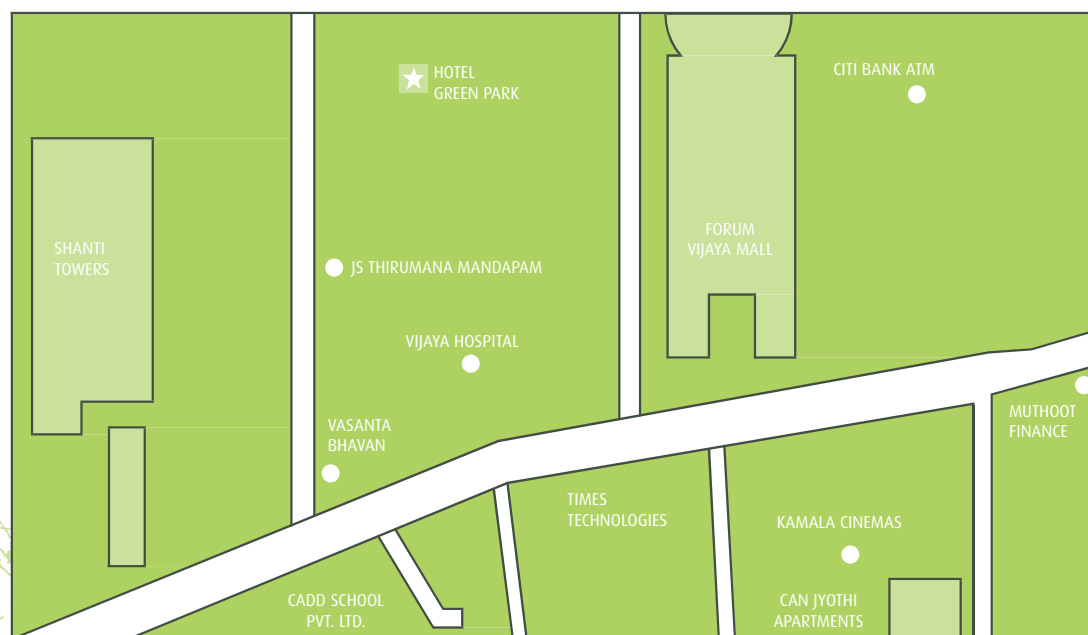 HOTEL
GREEN PARK
CITI BANK ATM
SHANTI
TOWERS
FORUM
VIJAYA MALL
JS THIRUMANA MANDAPAM
VIJAYA HOSPITAL
VASANTA
BHAVAN
MUTHOOT
FINANCE
TIMES
TECHNOLOGIES
KAMALA CINEMAS
CADD SCHOOL
PVT. LTD.
CAN JYOTHI
APARTMENTS